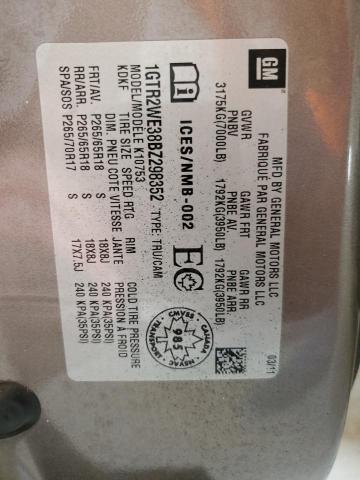 GM
MFD BY GENERAL MOTORS LLC
FABRIQUÉ PAR GENERAL MOTORS LLC
03/11
GVWR GAWR FRT GAWR RR
PNBV PNBE AV. PNBE ARR.
3175KG(7000LB) 1792KG(3950LB) 1792KG(3950LB)
ICES/NMB-002
EC
CANADA
CMVSS
985
NSVAC
TRANSPORT
1GTR2WE38BZ298352 TYPE: TRU/CAM
MODEL/MODELE K10753
KDKF
TIRE SIZE SPEED RTG RIM COLD TIRE PRESSURE
DIM. PNEU COTE VITESSE JANTE PRESSION À FROID
FRT/AV. P265/65R18 S 18X8J 240 KPA(35PSI)
RR/ARR. P265/65R18 S 18X8J 240 KPA(35PSI)
SPA/SOS P265/70R17 S 17X7.5J 240 KPA(35PSI)